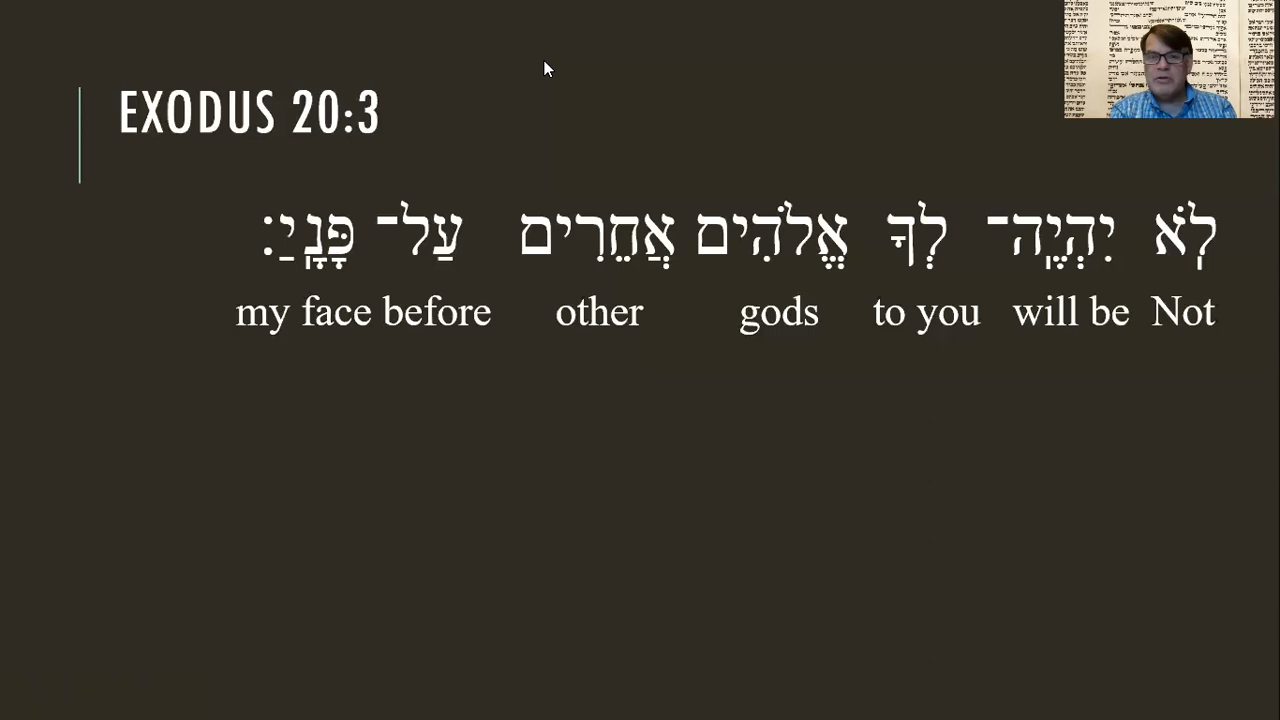 EXODUS 20:3
לֹֽא יִהְיֶֽה־ לְךָ אֱלֹהִים אֲחֵרִים עַל־ פָּנָֽיַ׃
my face before other gods to you will be Not